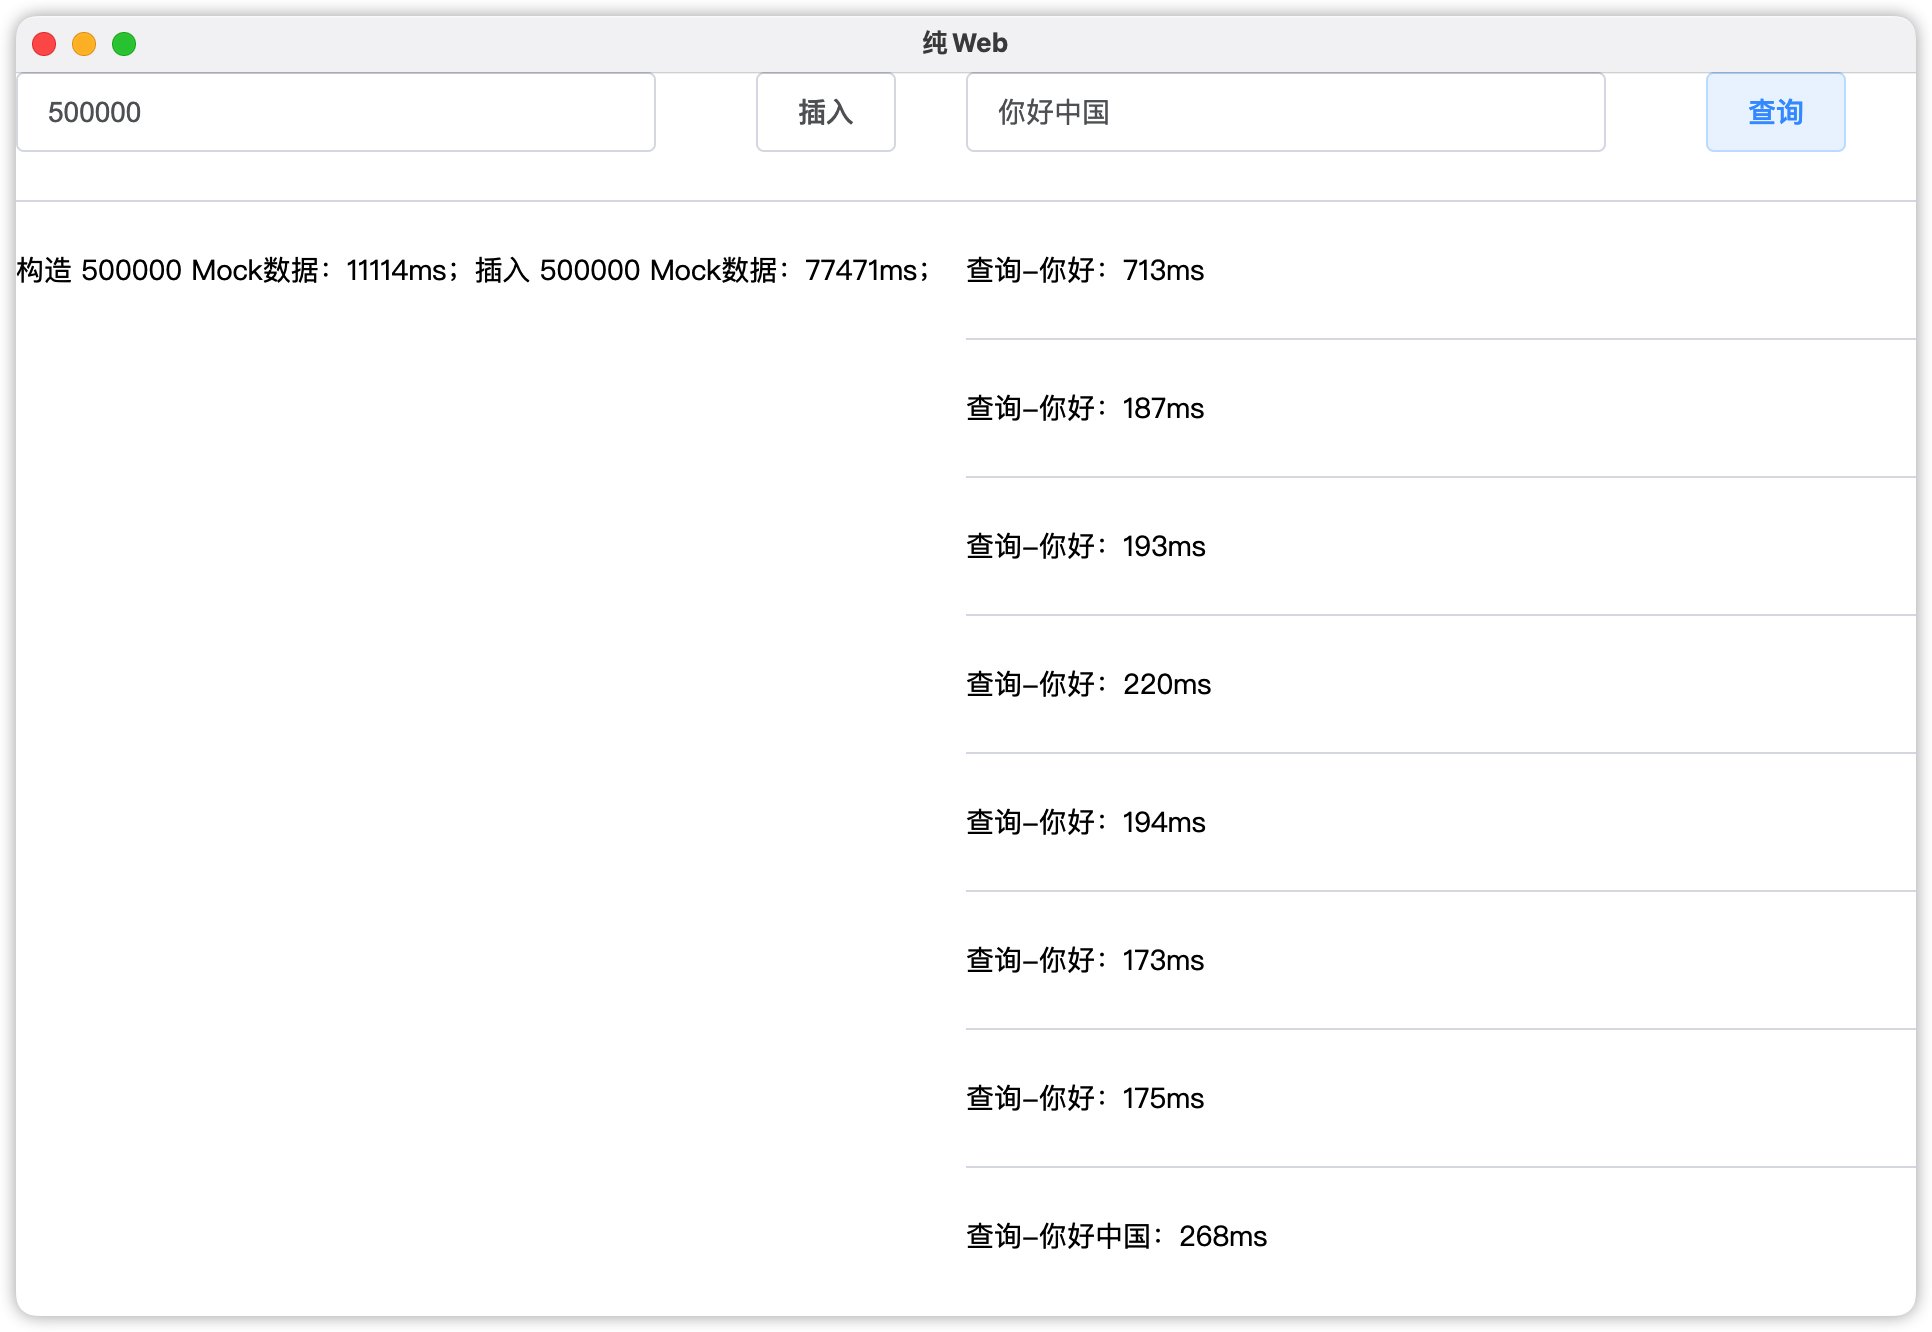 纯 Web
500000
插入
你好中国
查询
构造 500000 Mock数据：11114ms；插入 500000 Mock数据：77471ms；
查询-你好：713ms
查询-你好：187ms
查询-你好：193ms
查询-你好：220ms
查询-你好：194ms
查询-你好：173ms
查询-你好：175ms
查询-你好中国：268ms